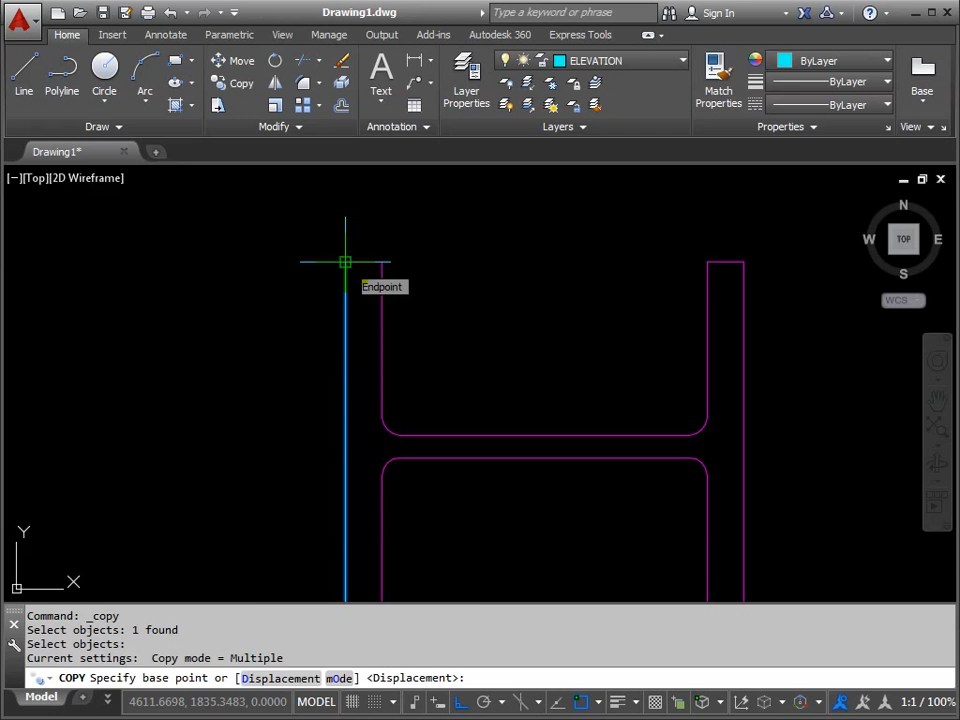 Drawing1.dwg
Type a keyword or phrase
Sign In
Home Insert Annotate Parametric View Manage Output Add-ins Autodesk 360 Express Tools
Line
Polyline
Circle
Arc
Draw
Move
Copy
Modify
Text
Annotation
Layer
Properties
ELEVATION
Layers
Match
Properties
ByLayer
ByLayer
ByLayer
Properties
Base
View
Drawing1*
[−][Top][2D Wireframe]
N
W TOP E
S
WCS
Endpoint
Y
X
Command: _copy
Select objects: 1 found
Select objects:
Current settings:  Copy mode = Multiple
COPY Specify base point or [Displacement mOde] <Displacement>:
Model
4611.6698, 1835.3483, 0.0000 MODEL 1:1 / 100%